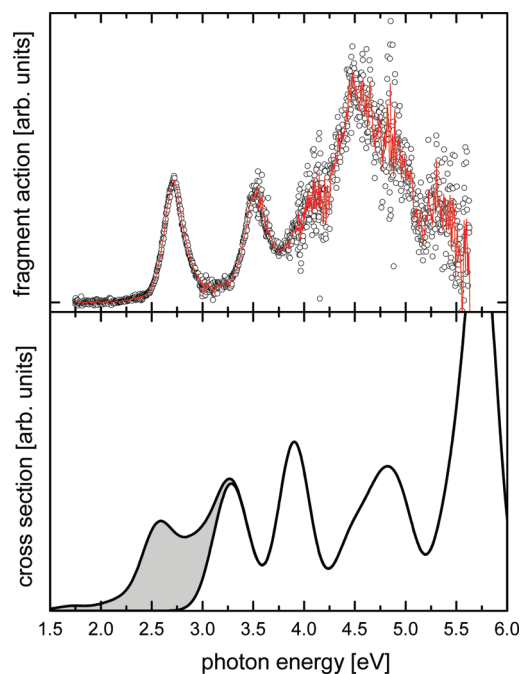 fragment action [arb. units]
cross section [arb. units]
1.5 2.0 2.5 3.0 3.5 4.0 4.5 5.0 5.5 6.0
photon energy [eV]